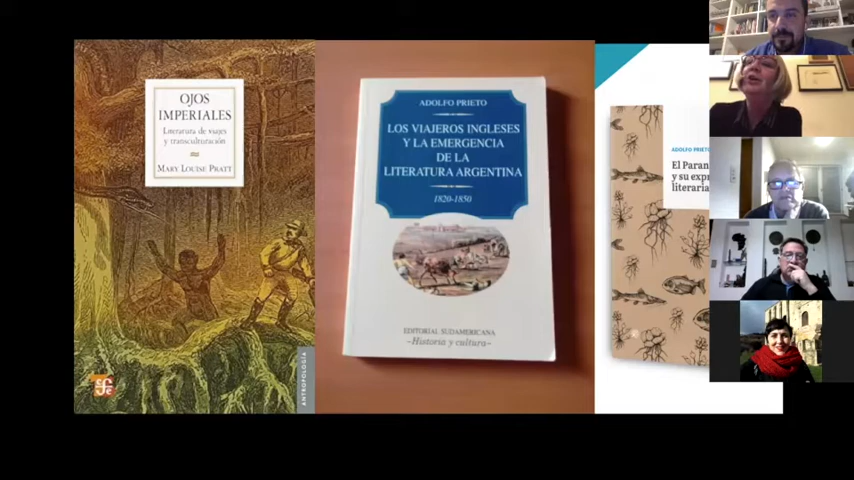 OJOS
IMPERIALES
Literatura de viajes
y transculturación
MARY LOUISE PRATT
ANTROPOLOGÍA
ADOLFO PRIETO
LOS VIAJEROS INGLESES
Y LA EMERGENCIA
DE LA
LITERATURA ARGENTINA
1820-1850
EDITORIAL SUDAMERICANA
-Historia y cultura-
ADOLFO PRIET
El Paran
y su expr
literaria